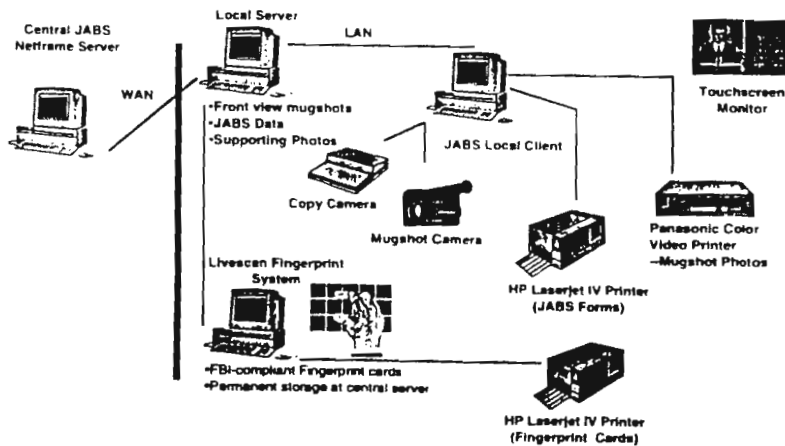 Central JABS
Netframe Server
WAN
Local Server
LAN
•Front view mugshots
•JABS Data
•Supporting Photos
JABS Local Client
Touchscreen
Monitor
Copy Camera
Mugshot Camera
Panasonic Color
Video Printer
–Mugshot Photos
HP Laserjet IV Printer
(JABS Forms)
Livescan Fingerprint
System
•FBI-compliant Fingerprint cards
•Permanent storage at central server
HP Laserjet IV Printer
(Fingerprint Cards)